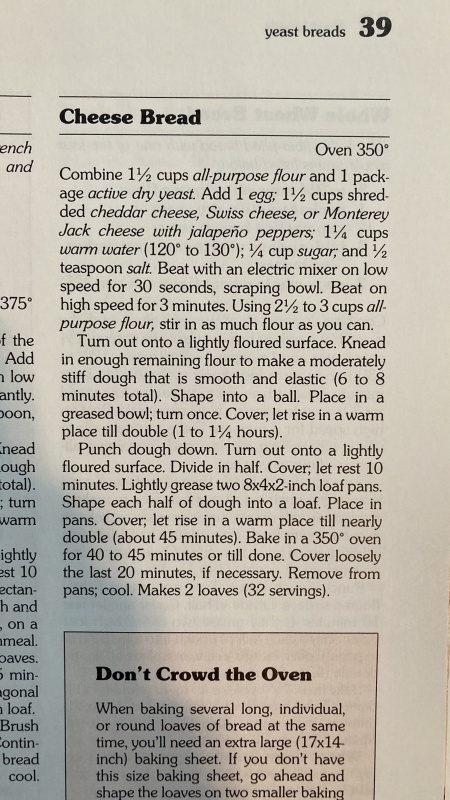 yeast breads 39
ench
and
375°
f the
Add
n low
antly.
poon,
Knead
ough
total).
; turn
warm
ightly
est 10
ectan-
h and
, on a
nmeal.
oaves.
5 min-
agonal
n loaf.
Brush
Contin-
bread
cool.
Cheese Bread
Oven 350°
Combine 1½ cups all-purpose flour and 1 pack-
age active dry yeast. Add 1 egg; 1½ cups shred-
ded cheddar cheese, Swiss cheese, or Monterey
Jack cheese with jalapeño peppers; 1¼ cups
warm water (120° to 130°); ¼ cup sugar; and ½
teaspoon salt. Beat with an electric mixer on low
speed for 30 seconds, scraping bowl. Beat on
high speed for 3 minutes. Using 2½ to 3 cups all-
purpose flour, stir in as much flour as you can.
Turn out onto a lightly floured surface. Knead
in enough remaining flour to make a moderately
stiff dough that is smooth and elastic (6 to 8
minutes total). Shape into a ball. Place in a
greased bowl; turn once. Cover; let rise in a warm
place till double (1 to 1¼ hours).
Punch dough down. Turn out onto a lightly
floured surface. Divide in half. Cover; let rest 10
minutes. Lightly grease two 8x4x2-inch loaf pans.
Shape each half of dough into a loaf. Place in
pans. Cover; let rise in a warm place till nearly
double (about 45 minutes). Bake in a 350° oven
for 40 to 45 minutes or till done. Cover loosely
the last 20 minutes, if necessary. Remove from
pans; cool. Makes 2 loaves (32 servings).
Don't Crowd the Oven
When baking several long, individual,
or round loaves of bread at the same
time, you'll need an extra large (17x14-
inch) baking sheet. If you don't have
this size baking sheet, go ahead and
shape the loaves on two smaller baking